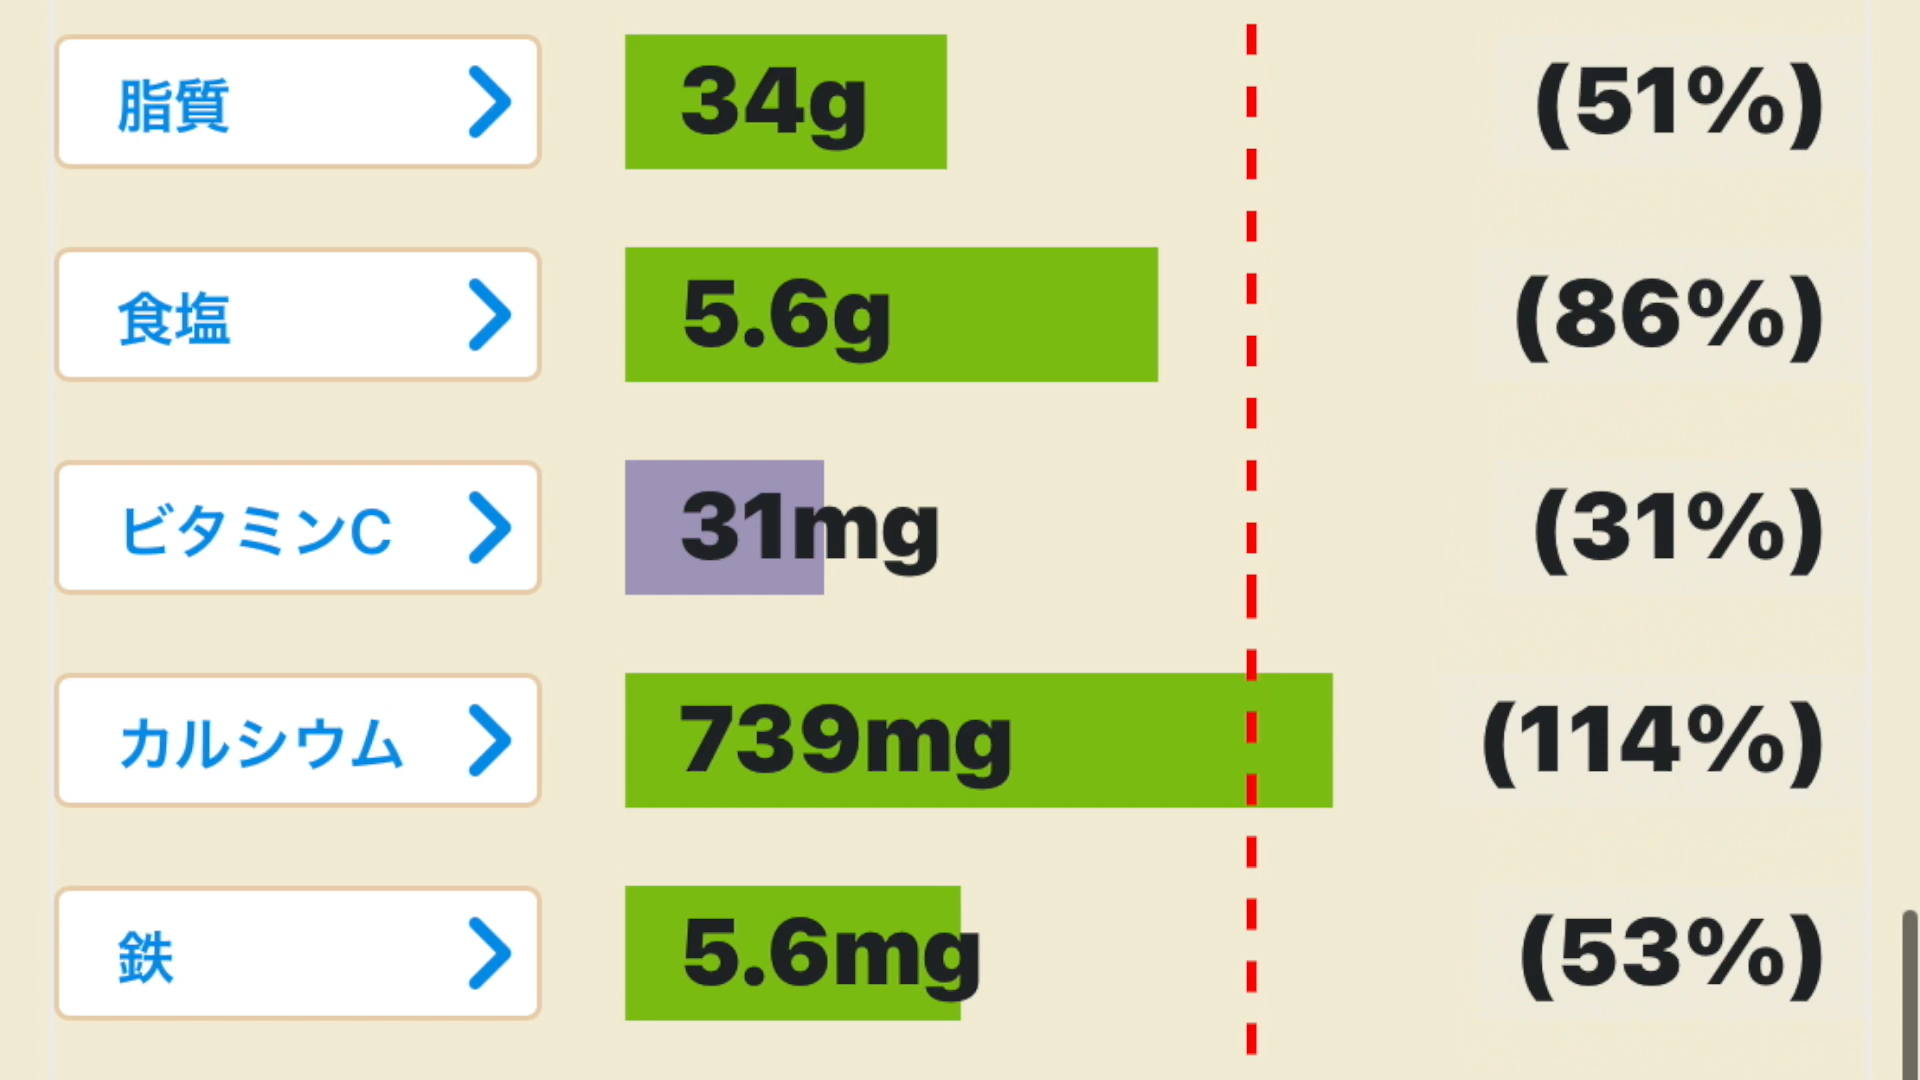 脂質 34g (51%)
食塩 5.6g (86%)
ビタミンC 31mg (31%)
カルシウム 739mg (114%)
鉄 5.6mg (53%)